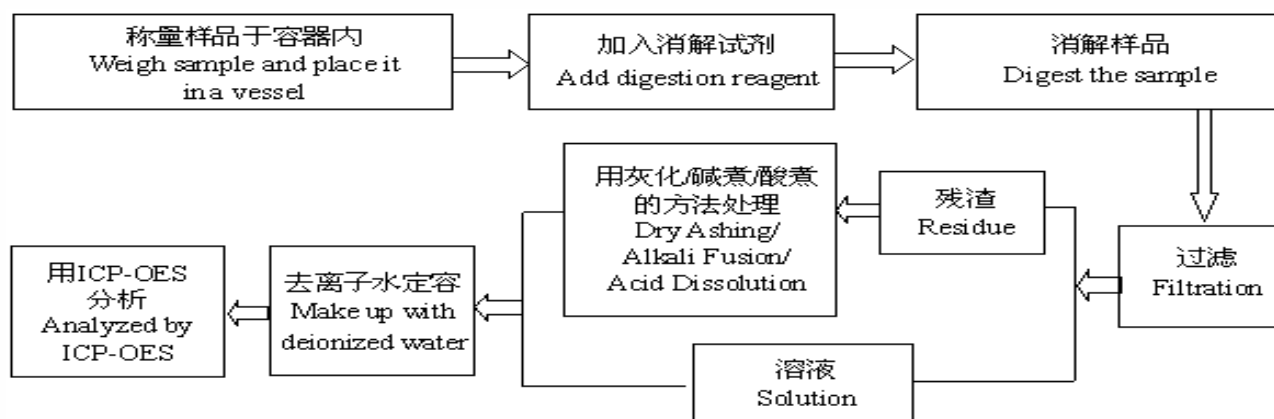 称量样品于容器内
Weigh sample and place it
in a vessel
加入消解试剂
Add digestion reagent
消解样品
Digest the sample
过滤
Filtration
残渣
Residue
用灰化/碱煮/酸煮
的方法处理
Dry Ashing/
Alkali Fusion/
Acid Dissolution
溶液
Solution
去离子水定容
Make up with
deionized water
用ICP-OES
分析
Analyzed by
ICP-OES